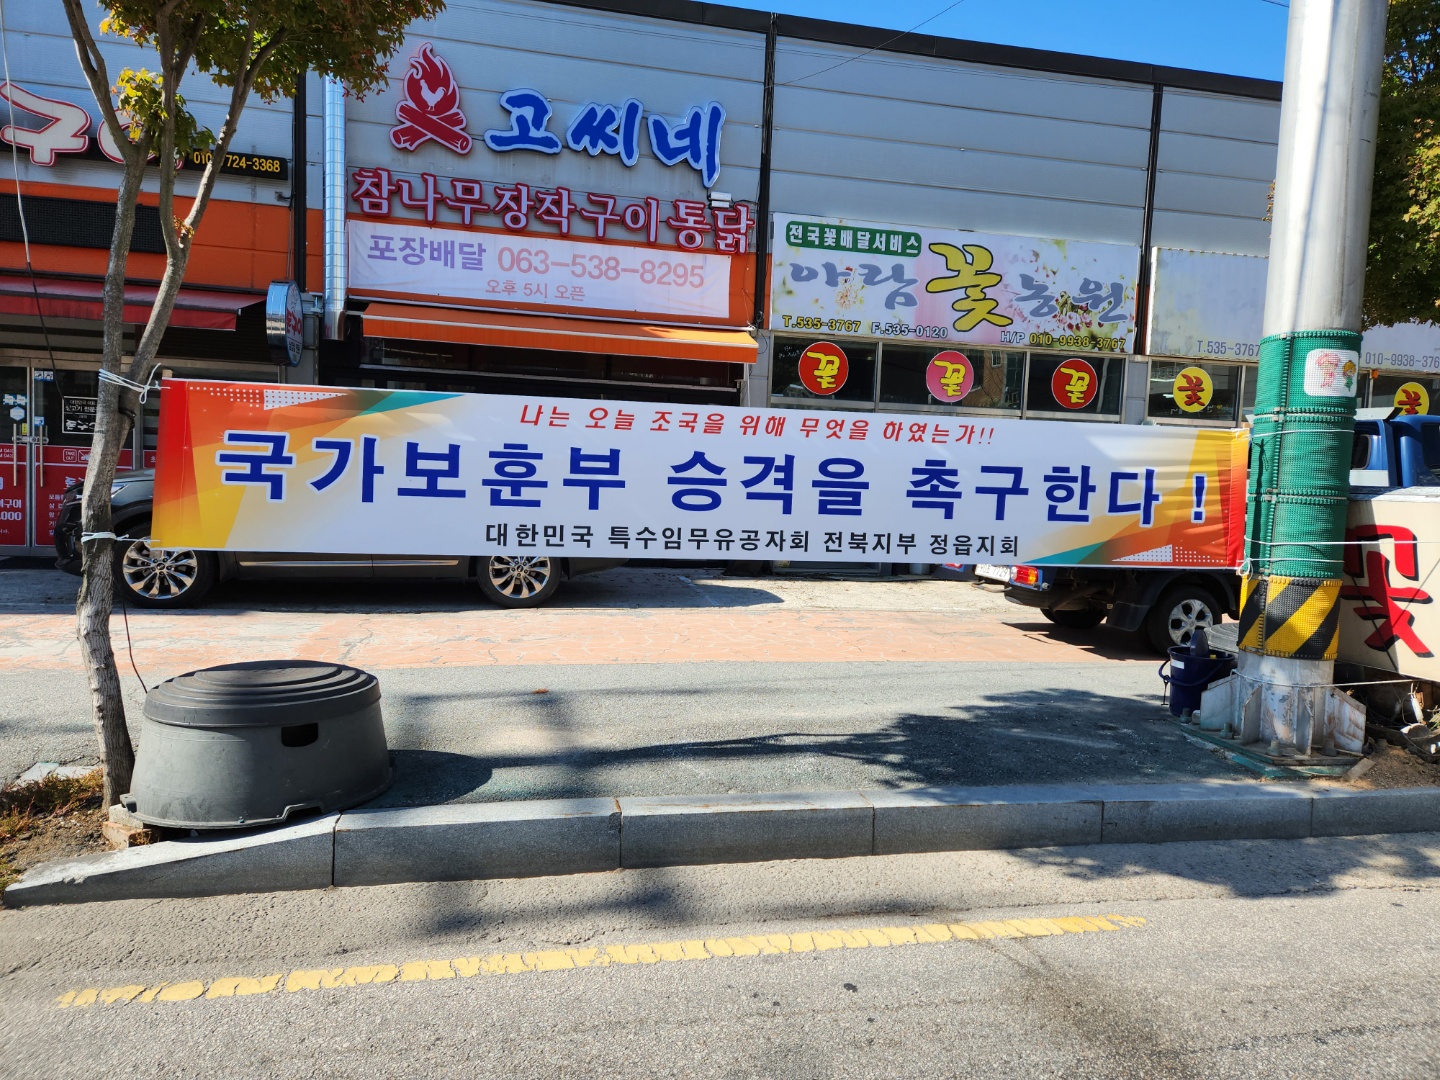 724-3368
고씨네
참나무장작구이통닭
포장배달 063-538-8295
오후 5시 오픈
전국꽃배달서비스
아람꽃농원
T.535-3767 F.535-0120 H/P 010-9938-3767
꽃
꽃
꽃
꽃
꽃
T.535-3767
010-9938-376
나는 오늘 조국을 위해 무엇을 하였는가!!
국가보훈부 승격을 촉구한다 !
대한민국 특수임무유공자회 전북지부 정읍지회
꽃